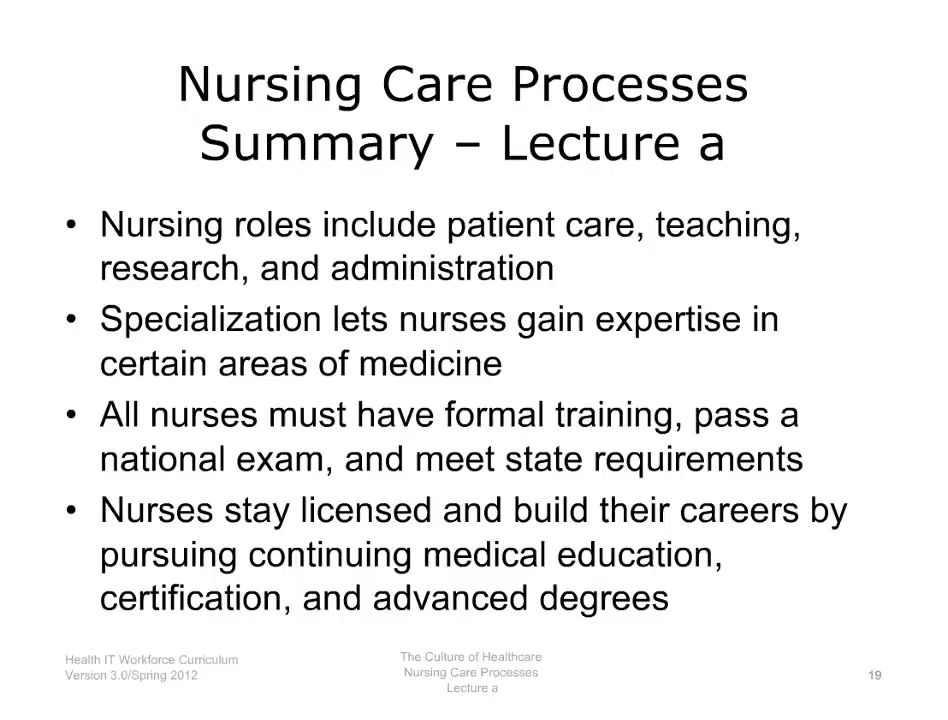 Nursing Care Processes
Summary – Lecture a
• Nursing roles include patient care, teaching,
research, and administration
• Specialization lets nurses gain expertise in
certain areas of medicine
• All nurses must have formal training, pass a
national exam, and meet state requirements
• Nurses stay licensed and build their careers by
pursuing continuing medical education,
certification, and advanced degrees
Health IT Workforce Curriculum
Version 3.0/Spring 2012
The Culture of Healthcare
Nursing Care Processes
Lecture a
19